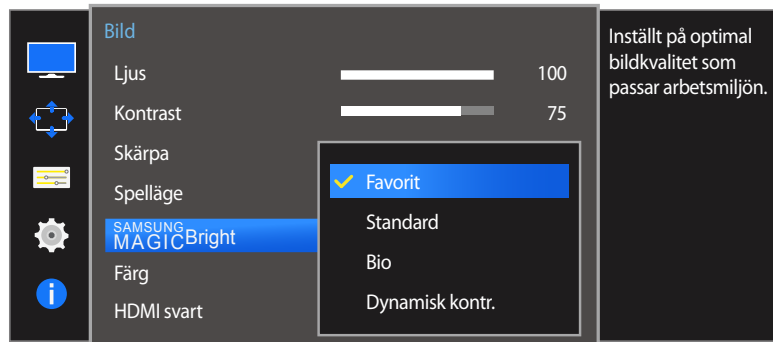 Bild
Ljus 100
Kontrast 75
Skärpa
Spelläge
SAMSUNG
MAGICBright
Färg
HDMI svart
Favorit
Standard
Bio
Dynamisk kontr.
Inställt på optimal
bildkvalitet som
passar arbetsmiljön.